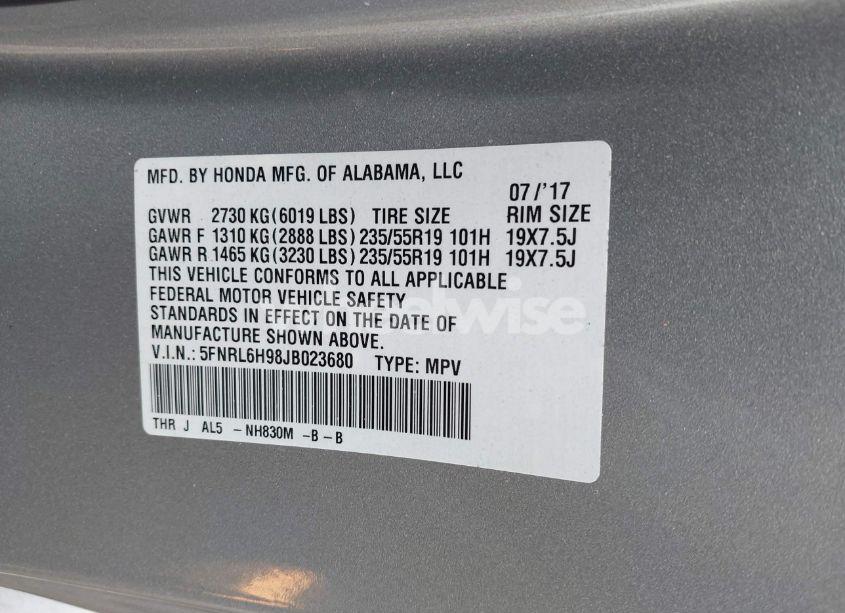 MFD. BY HONDA MFG. OF ALABAMA, LLC
07/'17
GVWR 2730 KG(6019 LBS) TIRE SIZE RIM SIZE
GAWR F 1310 KG(2888 LBS) 235/55R19 101H 19X7.5J
GAWR R 1465 KG(3230 LBS) 235/55R19 101H 19X7.5J
THIS VEHICLE CONFORMS TO ALL APPLICABLE
FEDERAL MOTOR VEHICLE SAFETY
STANDARDS IN EFFECT ON THE DATE OF
MANUFACTURE SHOWN ABOVE.
V.I.N.: 5FNRL6H98JB023680 TYPE: MPV
THR J AL5 -NH830M -B-B